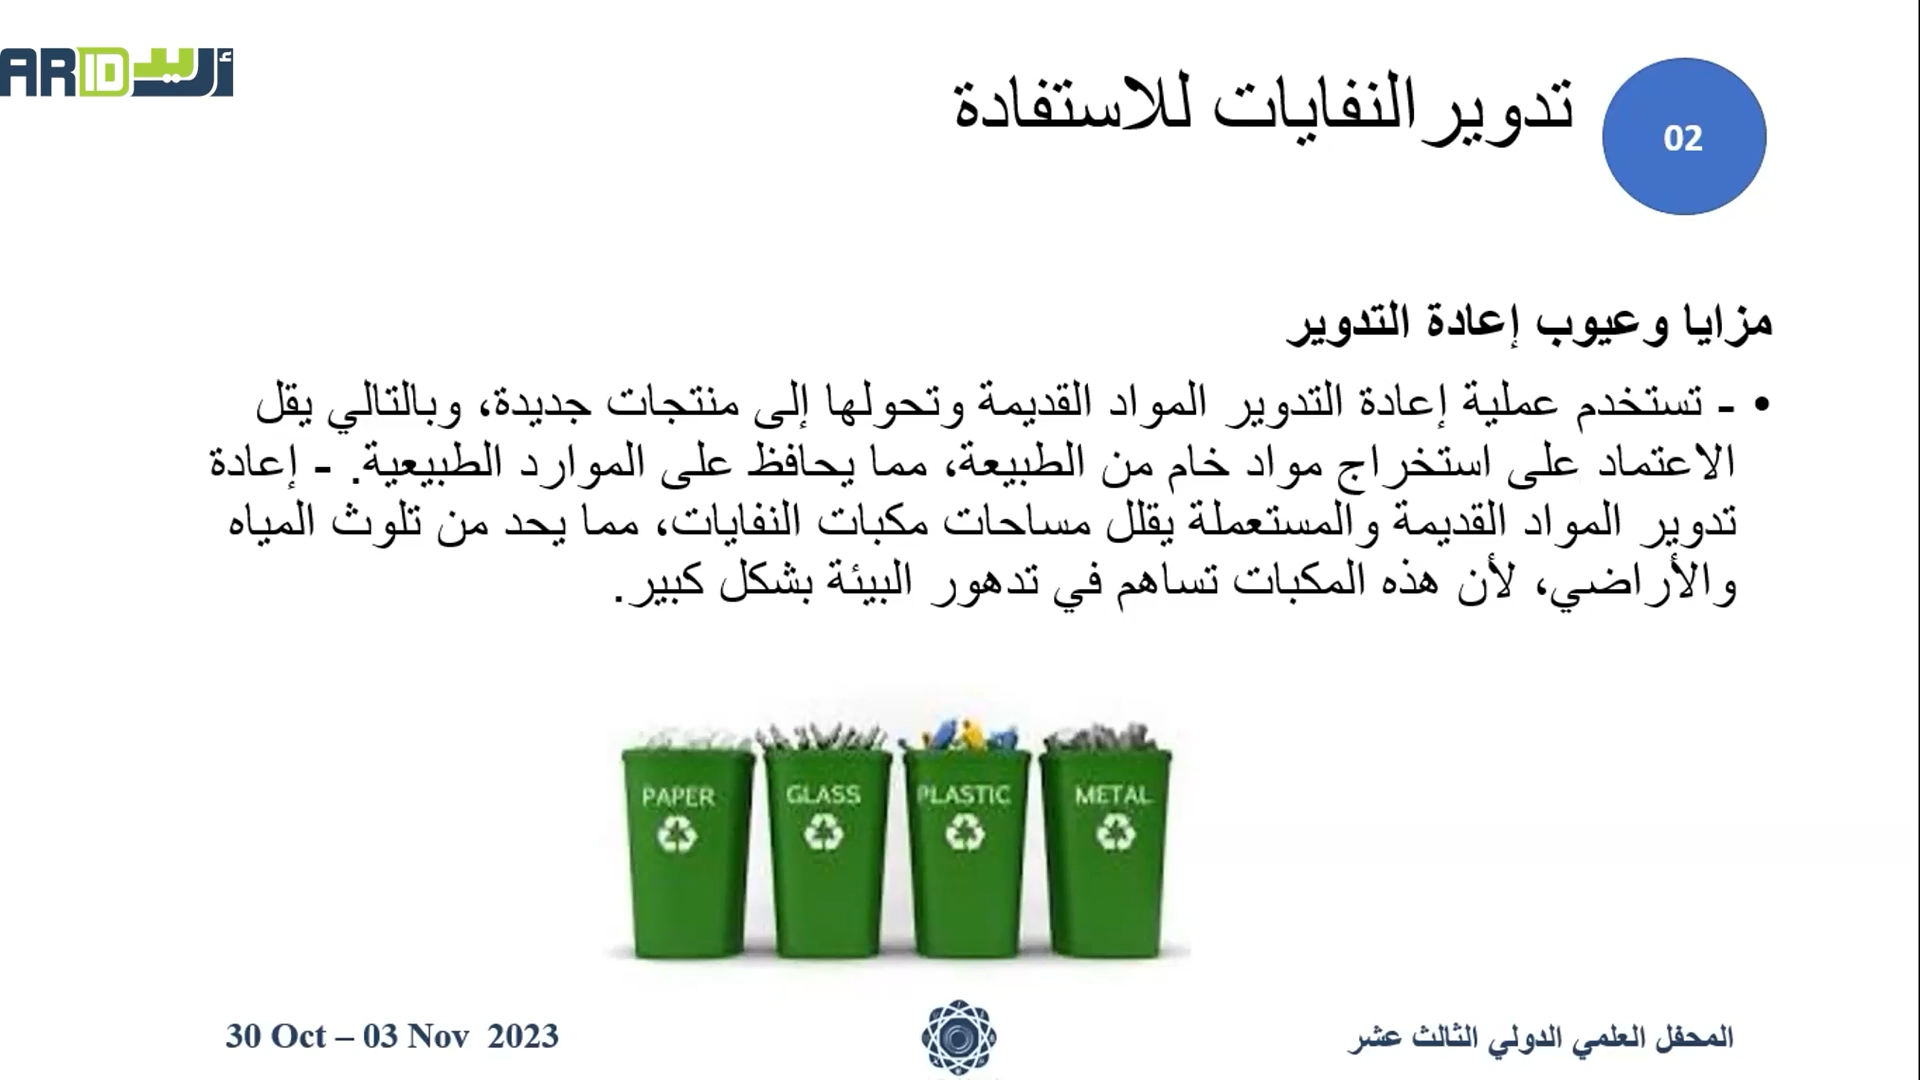 ARID أريد
تدوير النفايات للاستفادة
02
مزايا وعيوب إعادة التدوير
• - تستخدم عملية إعادة التدوير المواد القديمة وتحولها إلى منتجات جديدة، وبالتالي يقل
الاعتماد على استخراج مواد خام من الطبيعة، مما يحافظ على الموارد الطبيعية. - إعادة
تدوير المواد القديمة والمستعملة يقلل مساحات مكبات النفايات، مما يحد من تلوث المياه
والأراضي، لأن هذه المكبات تساهم في تدهور البيئة بشكل كبير.
PAPER GLASS PLASTIC METAL
30 Oct – 03 Nov 2023
المحفل العلمي الدولي الثالث عشر